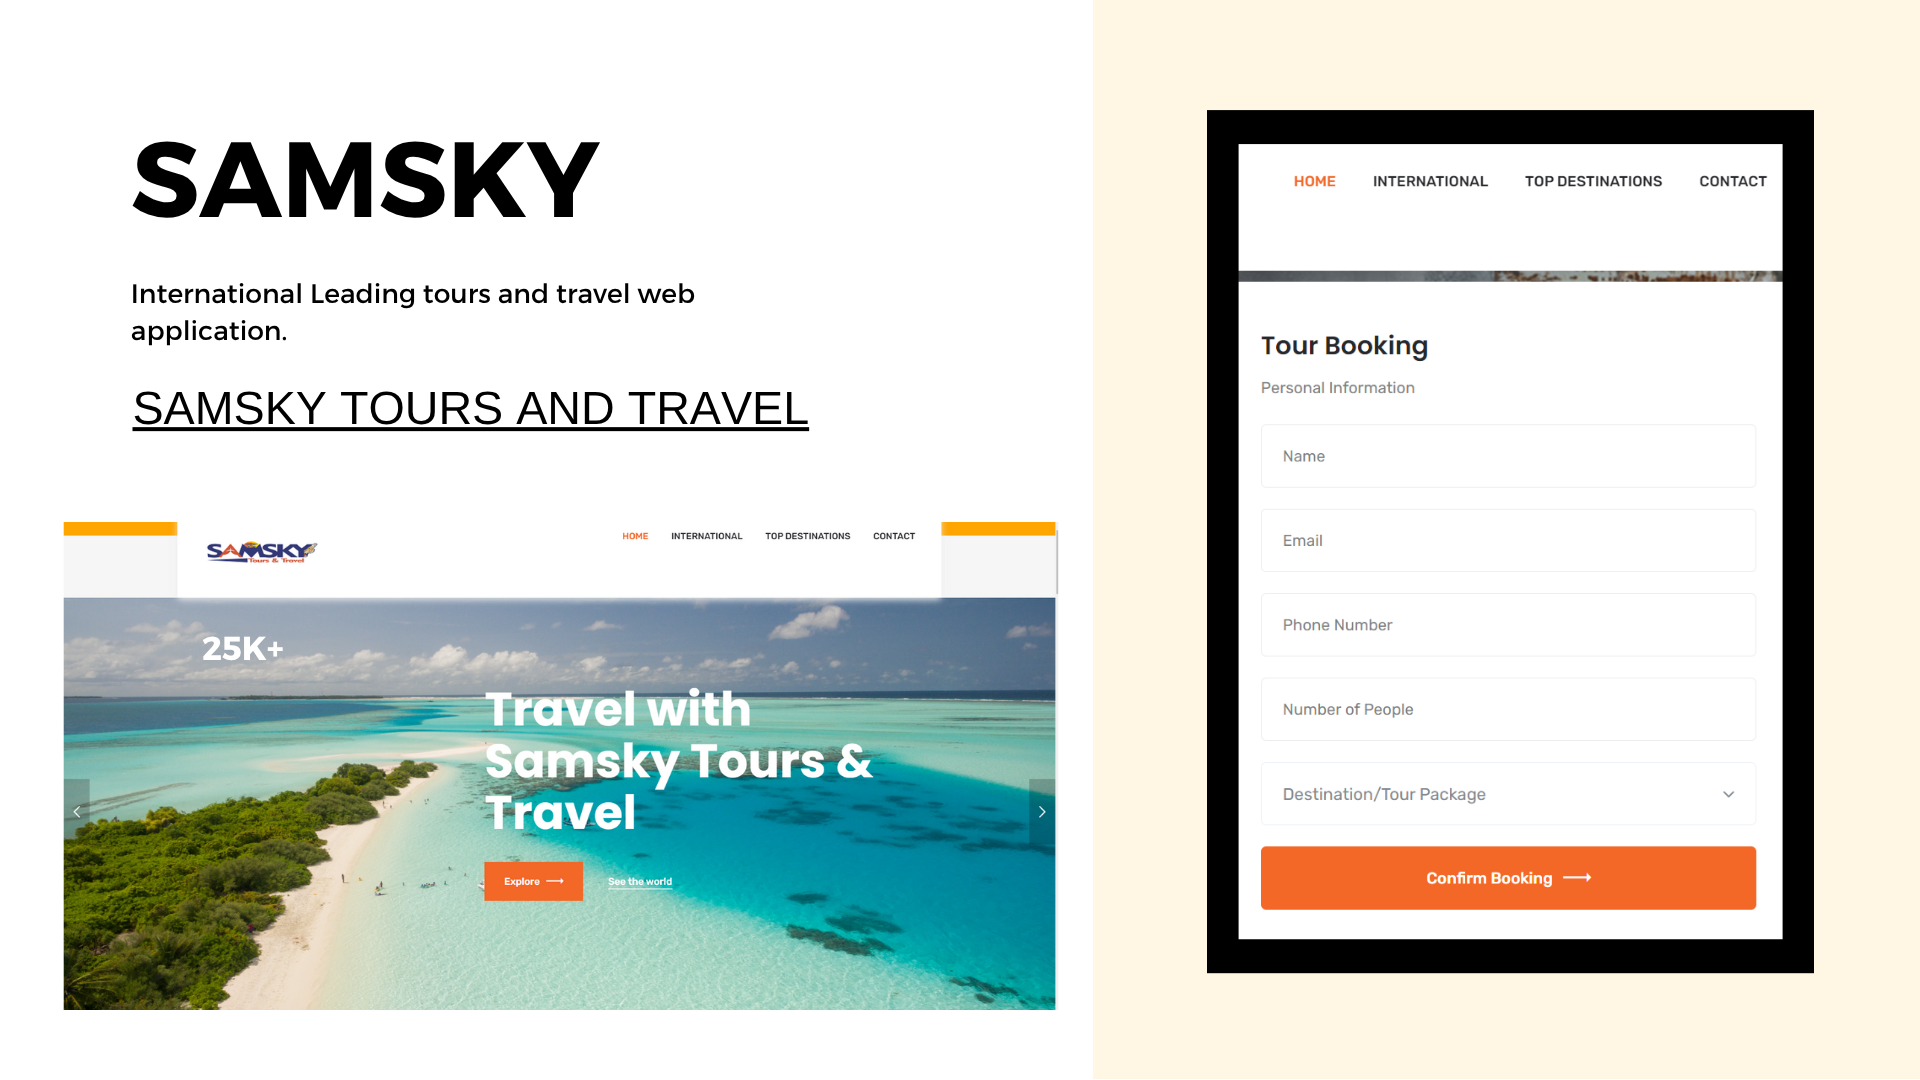 SAMSKY
International Leading tours and travel web
application.
SAMSKY TOURS AND TRAVEL
SAMSKY
Tours & Travel
HOME INTERNATIONAL TOP DESTINATIONS CONTACT
25K+
Travel with
Samsky Tours &
Travel
Explore
See the world
HOME INTERNATIONAL TOP DESTINATIONS CONTACT
Tour Booking
Personal Information
Name
Email
Phone Number
Number of People
Destination/Tour Package
Confirm Booking